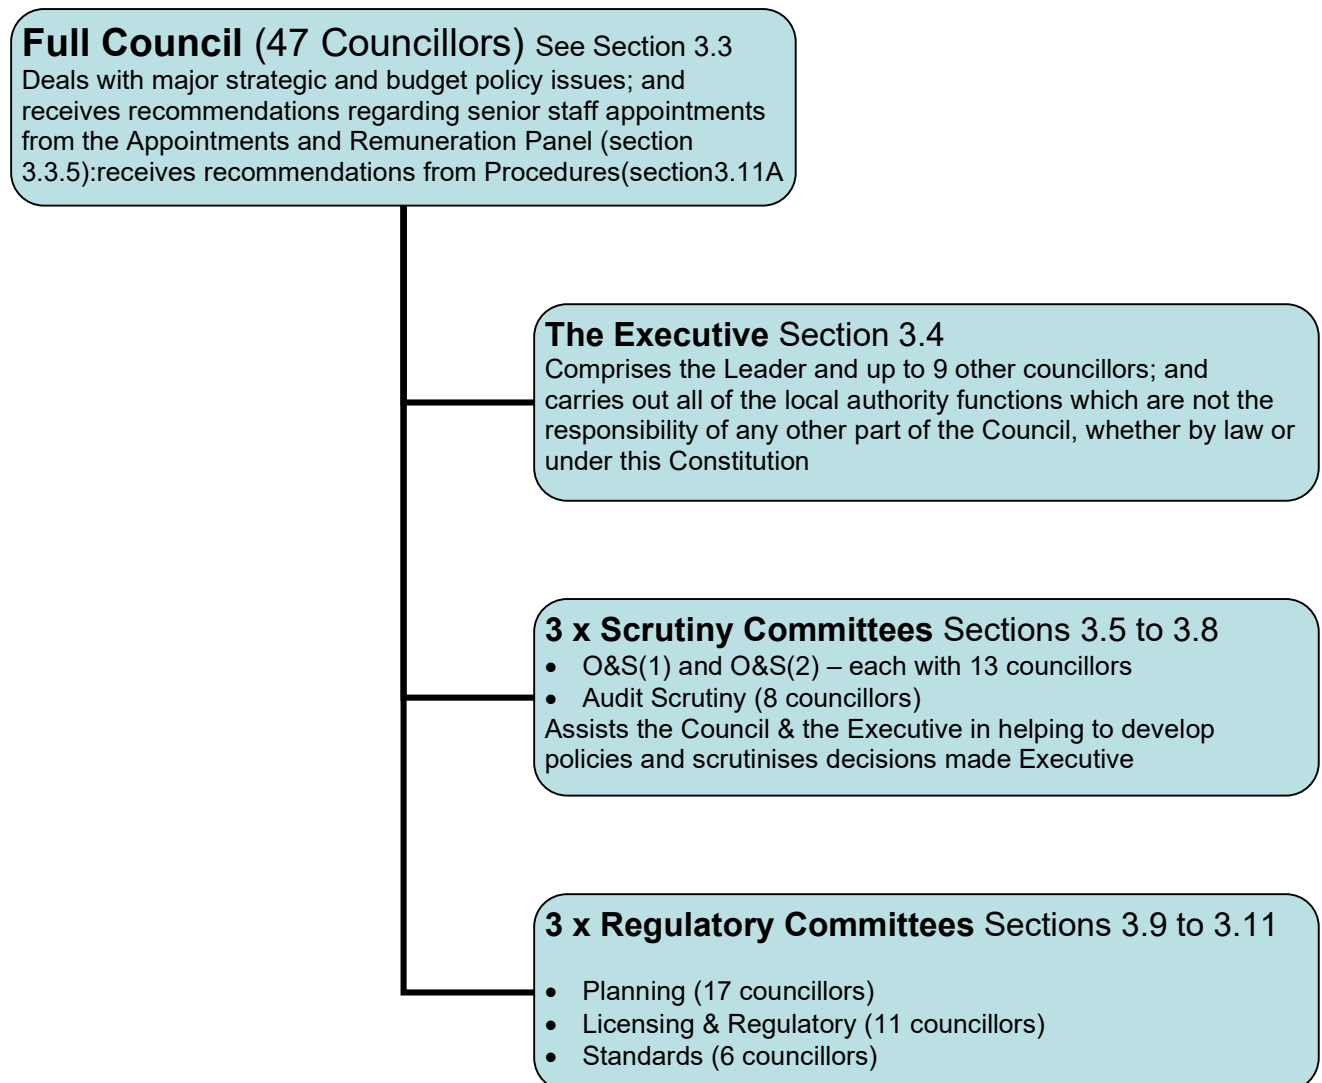 Full Council (47 Councillors) See Section 3.3
Deals with major strategic and budget policy issues; and
receives recommendations regarding senior staff appointments
from the Appointments and Remuneration Panel (section
3.3.5):receives recommendations from Procedures(section3.11A
The Executive Section 3.4
Comprises the Leader and up to 9 other councillors; and
carries out all of the local authority functions which are not the
responsibility of any other part of the Council, whether by law or
under this Constitution
3 x Scrutiny Committees Sections 3.5 to 3.8
• O&S(1) and O&S(2) – each with 13 councillors
• Audit Scrutiny (8 councillors)
Assists the Council & the Executive in helping to develop
policies and scrutinises decisions made Executive
3 x Regulatory Committees Sections 3.9 to 3.11
• Planning (17 councillors)
• Licensing & Regulatory (11 councillors)
• Standards (6 councillors)